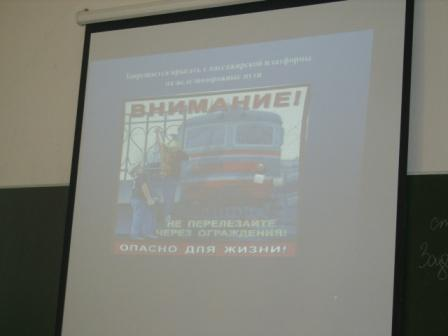 Запрещается прыгать с пассажирской платформы
на железнодорожные пути
ВНИМАНИЕ!
НЕ ПЕРЕЛЕЗАЙТЕ
ЧЕРЕЗ ОГРАЖДЕНИЯ!
ОПАСНО ДЛЯ ЖИЗНИ!